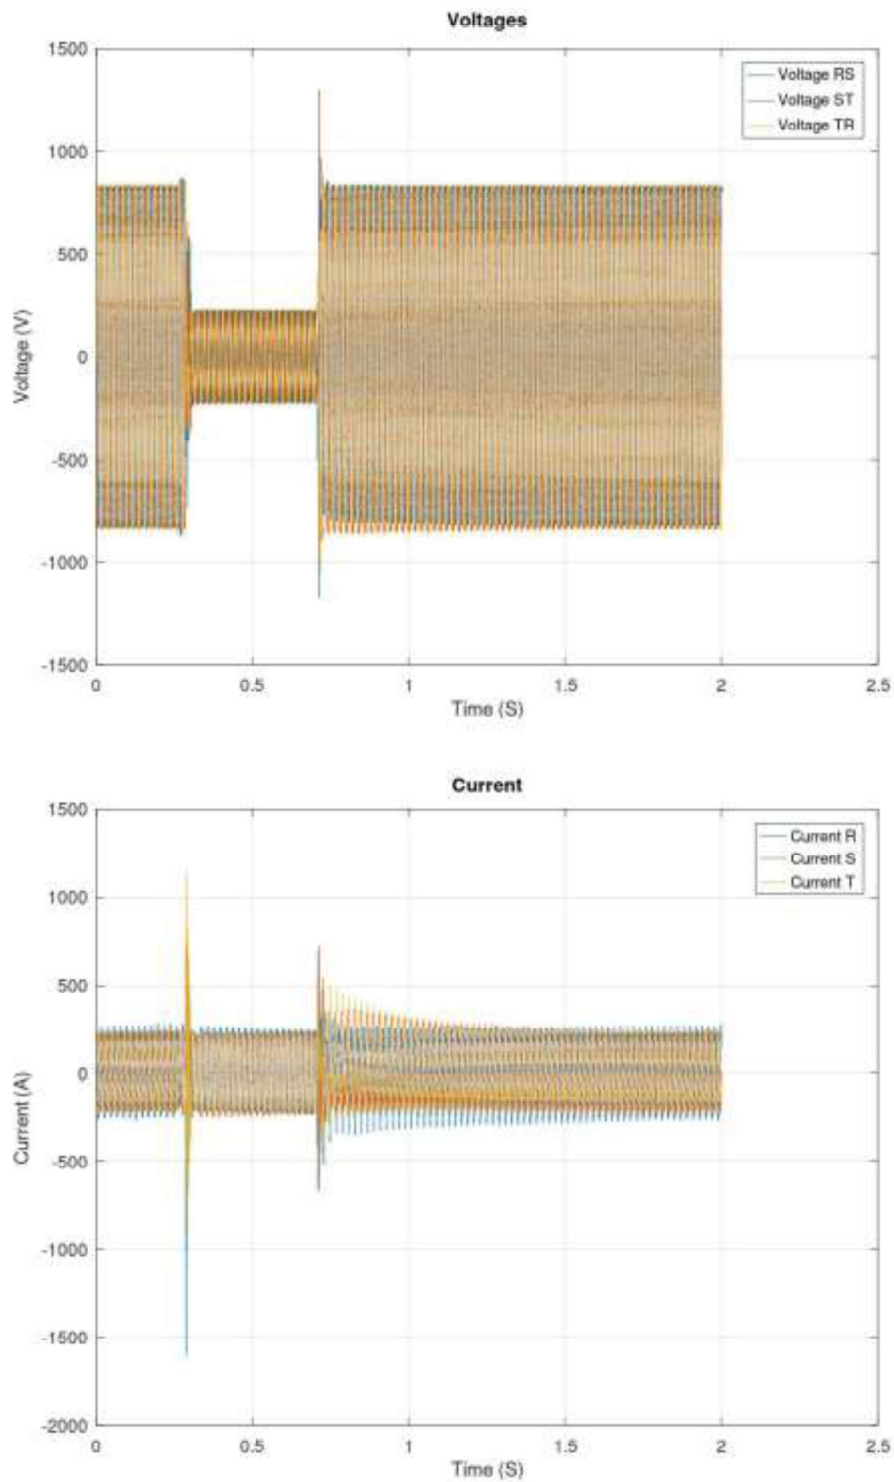 Voltages
1500
1000
500
0
-500
-1000
-1500
Voltage (V)
Voltage RS
Voltage ST
Voltage TR
0 0.5 1 1.5 2 2.5
Time (S)
Current
1500
1000
500
0
-500
-1000
-1500
-2000
Current (A)
Current R
Current S
Current T
0 0.5 1 1.5 2 2.5
Time (S)